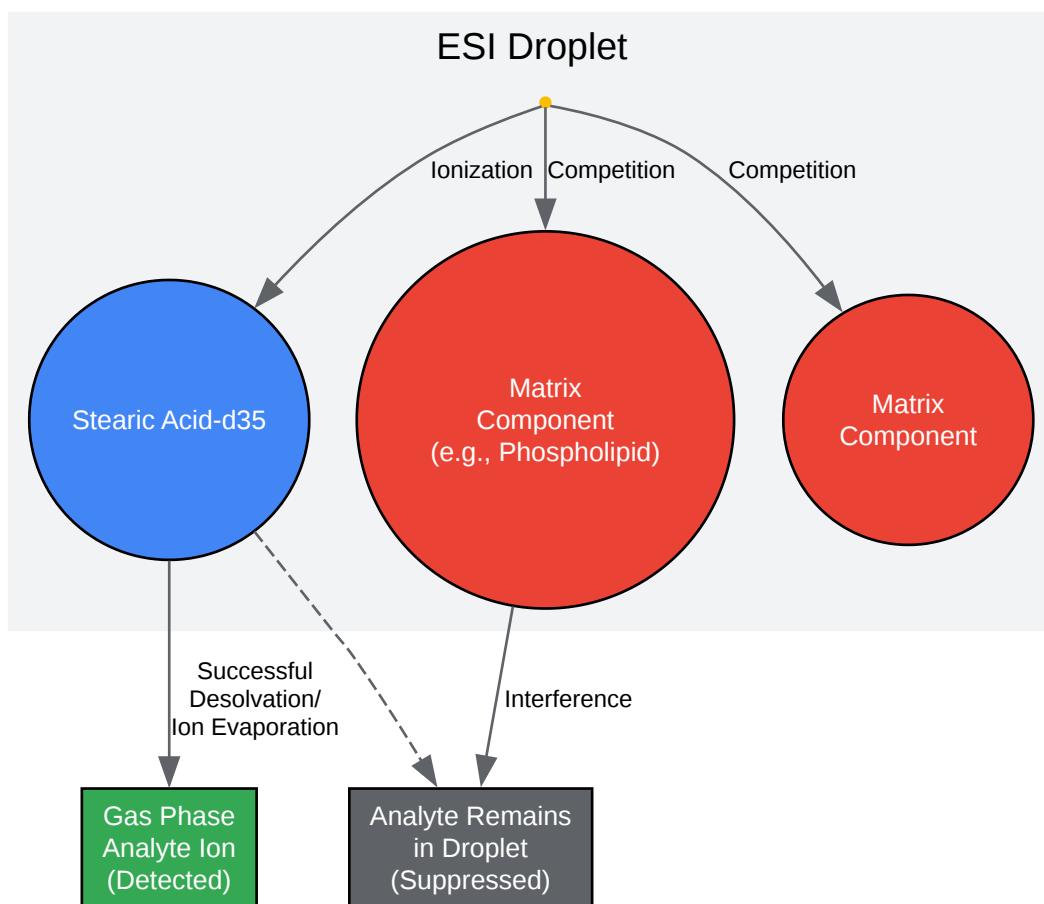 ESI Droplet
Ionization
Competition
Competition
Stearic Acid-d35
Matrix
Component
(e.g., Phospholipid)
Matrix
Component
Successful
Desolvation/
Ion Evaporation
Interference
Gas Phase
Analyte Ion
(Detected)
Analyte Remains
in Droplet
(Suppressed)